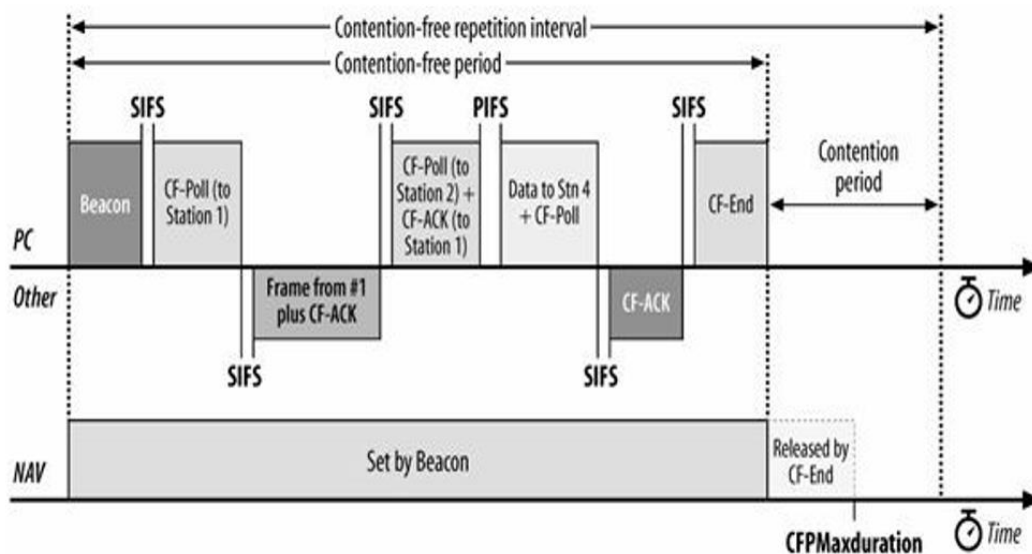 Contention-free repetition interval
Contention-free period
SIFS
SIFS
PIFS
SIFS
Beacon
CF-Poll (to
Station 1)
CF-Poll (to
Station 2) +
CF-ACK (to
Station 1)
Data to Stn 4
+ CF-Poll
CF-End
Contention
period
PC
Other
Frame from #1
plus CF-ACK
CF-ACK
Time
SIFS
SIFS
NAV
Set by Beacon
Released by
CF-End
Time
CFPMaxduration